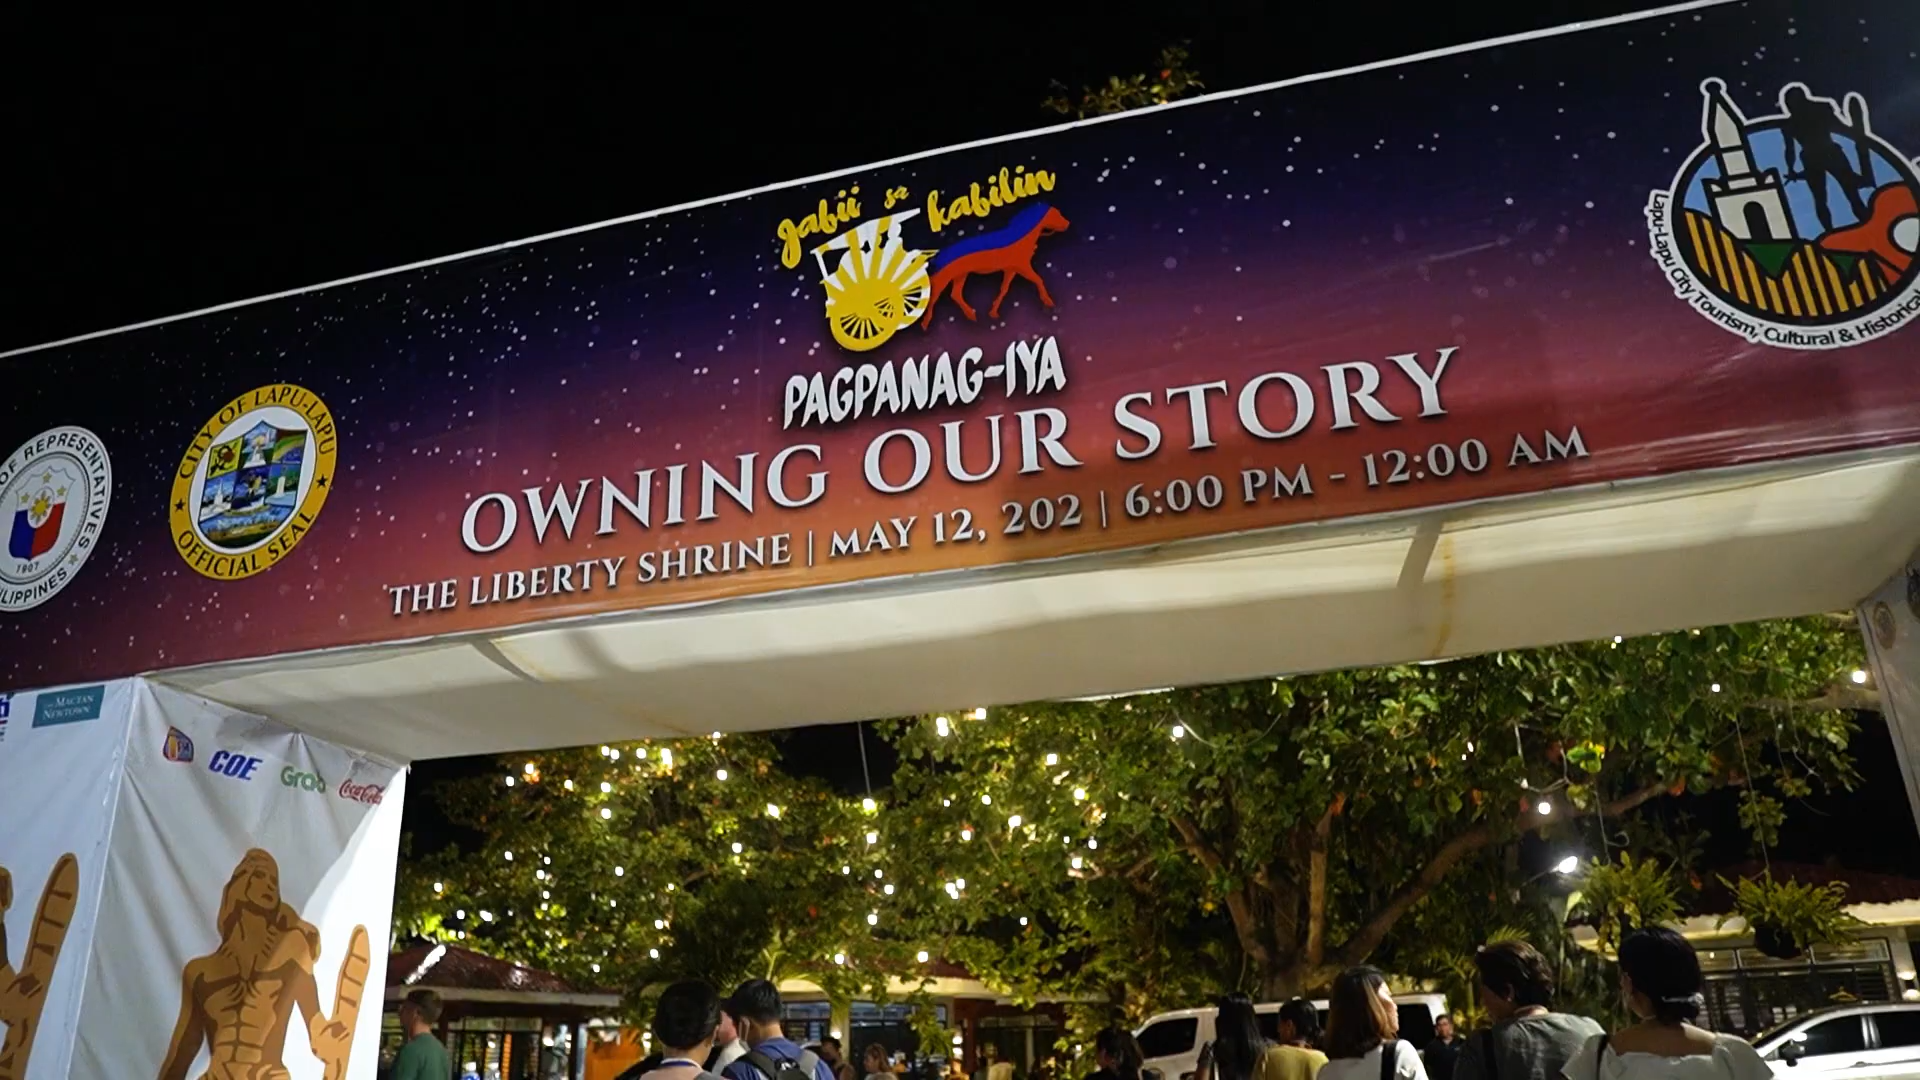 Jabii sa kabilin
PAGPANAG-IYA
OWNING OUR STORY
THE LIBERTY SHRINE | MAY 12, 202 | 6:00 PM - 12:00 AM
OF REPRESENTATIVES
1907
CITY OF LAPU-LAPU
OFFICIAL SEAL
Lapu-Lapu City Tourism, Cultural & Historical
MACTAN
NEWTOWN
COE
Grab
Coca-Cola